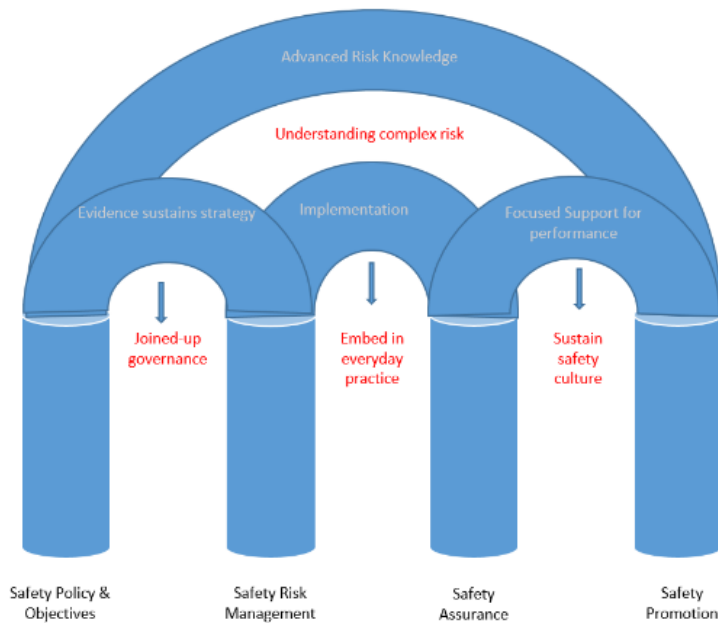 Advanced Risk Knowledge
Understanding complex risk
Evidence sustains strategy
Implementation
Focused Support for
performance
Joined-up
governance
Embed in
everyday
practice
Sustain
safety
culture
Safety Policy &
Objectives
Safety Risk
Management
Safety
Assurance
Safety
Promotion